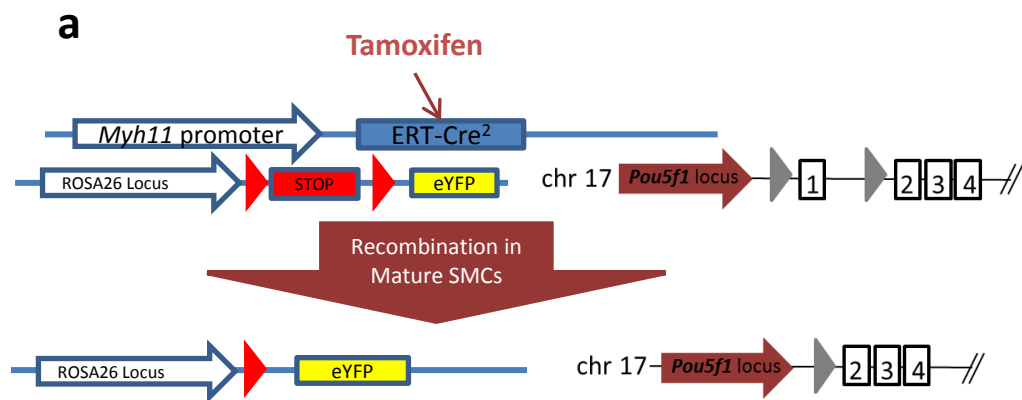 a
Tamoxifen
Myh11 promoter
ERT-Cre²
ROSA26 Locus
STOP
eYFP
chr 17
Pou5f1 locus
1
2
3
4
Recombination in
Mature SMCs
ROSA26 Locus
eYFP
chr 17
Pou5f1 locus
2
3
4